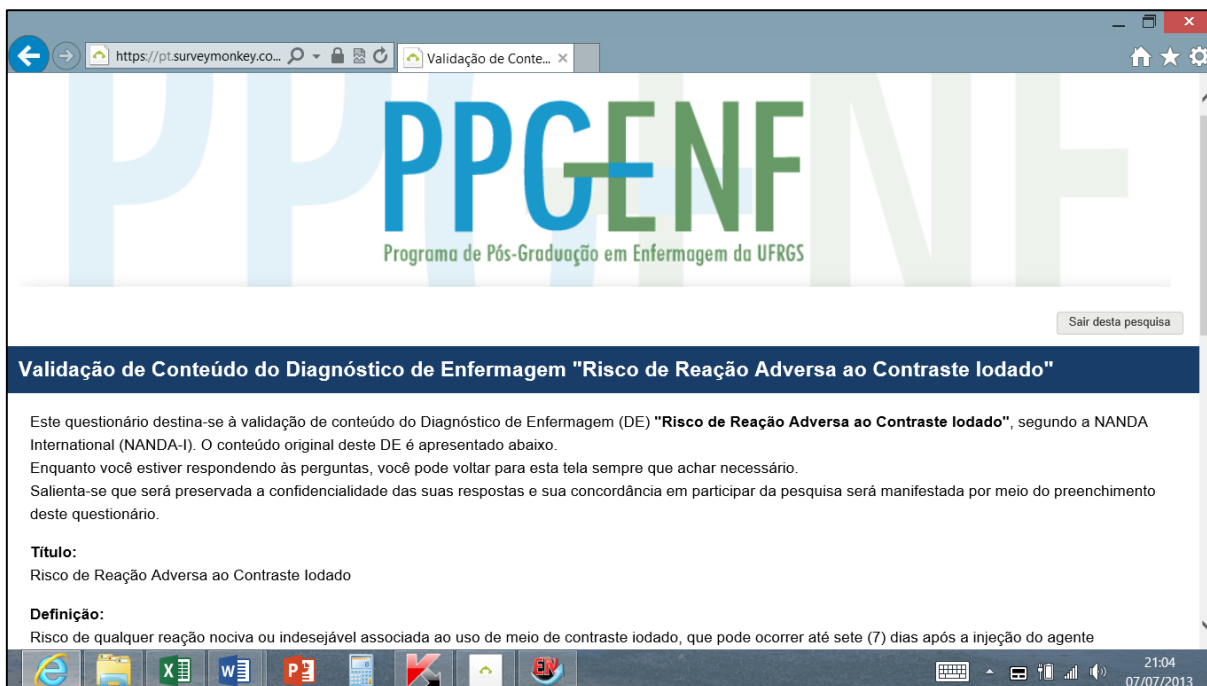 https://pt.surveymonkey.co...
Validação de Conte...
PPGENF
PPGENF
Programa de Pós-Graduação em Enfermagem da UFRGS
Sair desta pesquisa
Validação de Conteúdo do Diagnóstico de Enfermagem "Risco de Reação Adversa ao Contraste Iodado"
Este questionário destina-se à validação de conteúdo do Diagnóstico de Enfermagem (DE) "Risco de Reação Adversa ao Contraste Iodado", segundo a NANDA
International (NANDA-I). O conteúdo original deste DE é apresentado abaixo.
Enquanto você estiver respondendo às perguntas, você pode voltar para esta tela sempre que achar necessário.
Salienta-se que será preservada a confidencialidade das suas respostas e sua concordância em participar da pesquisa será manifestada por meio do preenchimento
deste questionário.
Título:
Risco de Reação Adversa ao Contraste Iodado
Definição:
Risco de qualquer reação nociva ou indesejável associada ao uso de meio de contraste iodado, que pode ocorrer até sete (7) dias após a injeção do agente
21:04
07/07/2013